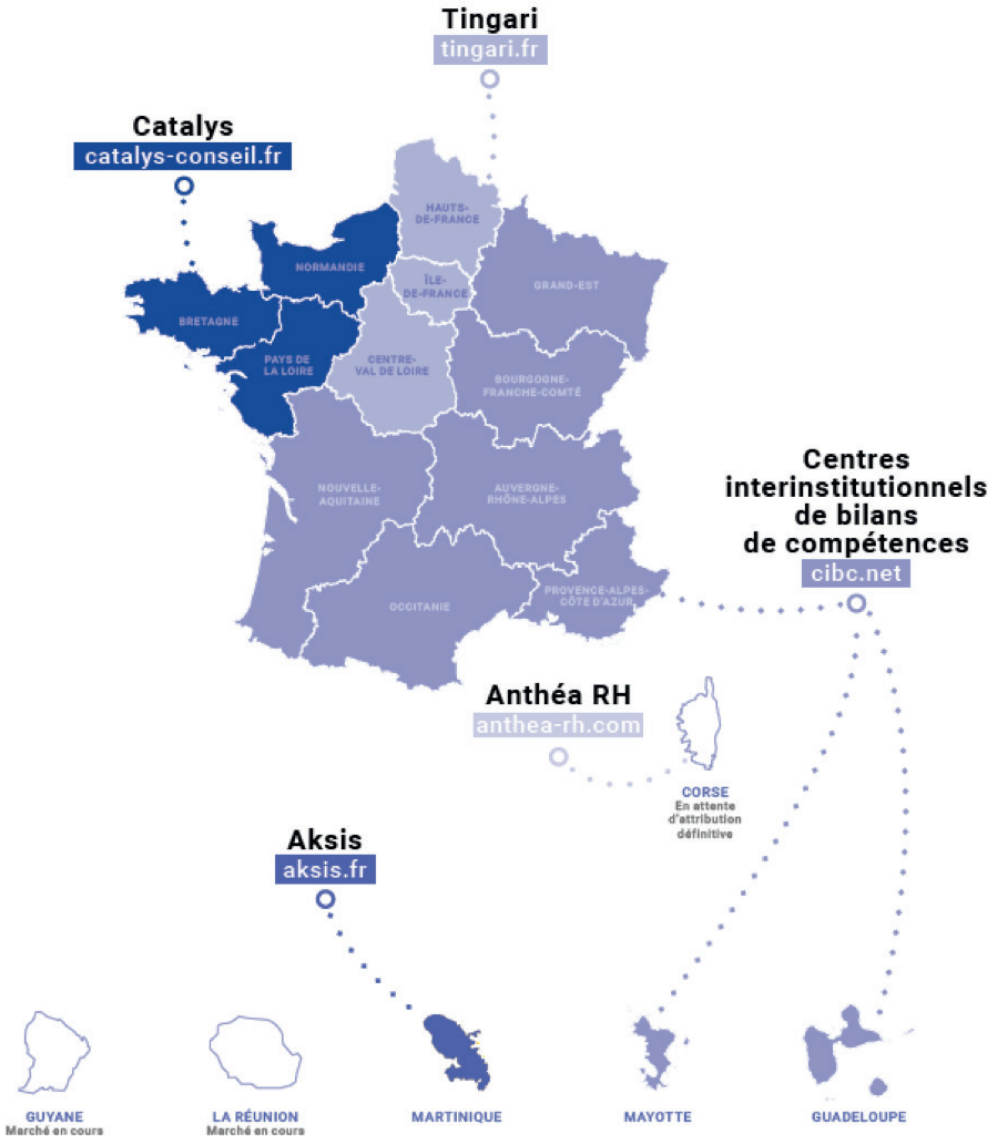 Tingari
tingari.fr
Catalys
catalys-conseil.fr
HAUTS-
DE-FRANCE
NORMANDIE
ÎLE-
DE-FRANCE
GRAND-EST
BRETAGNE
PAYS DE
LA LOIRE
CENTRE-
VAL DE LOIRE
BOURGOGNE-
FRANCHE-COMTÉ
NOUVELLE-
AQUITAINE
AUVERGNE-
RHÔNE-ALPES
Centres
interinstitutionnels
de bilans
de compétences
cibc.net
OCCITANIE
PROVENCE-ALPES-
CÔTE D'AZUR
Anthéa RH
anthea-rh.com
CORSE
En attente
d'attribution
définitive
Aksis
aksis.fr
GUYANE
Marché en cours
LA RÉUNION
Marché en cours
MARTINIQUE
MAYOTTE
GUADELOUPE